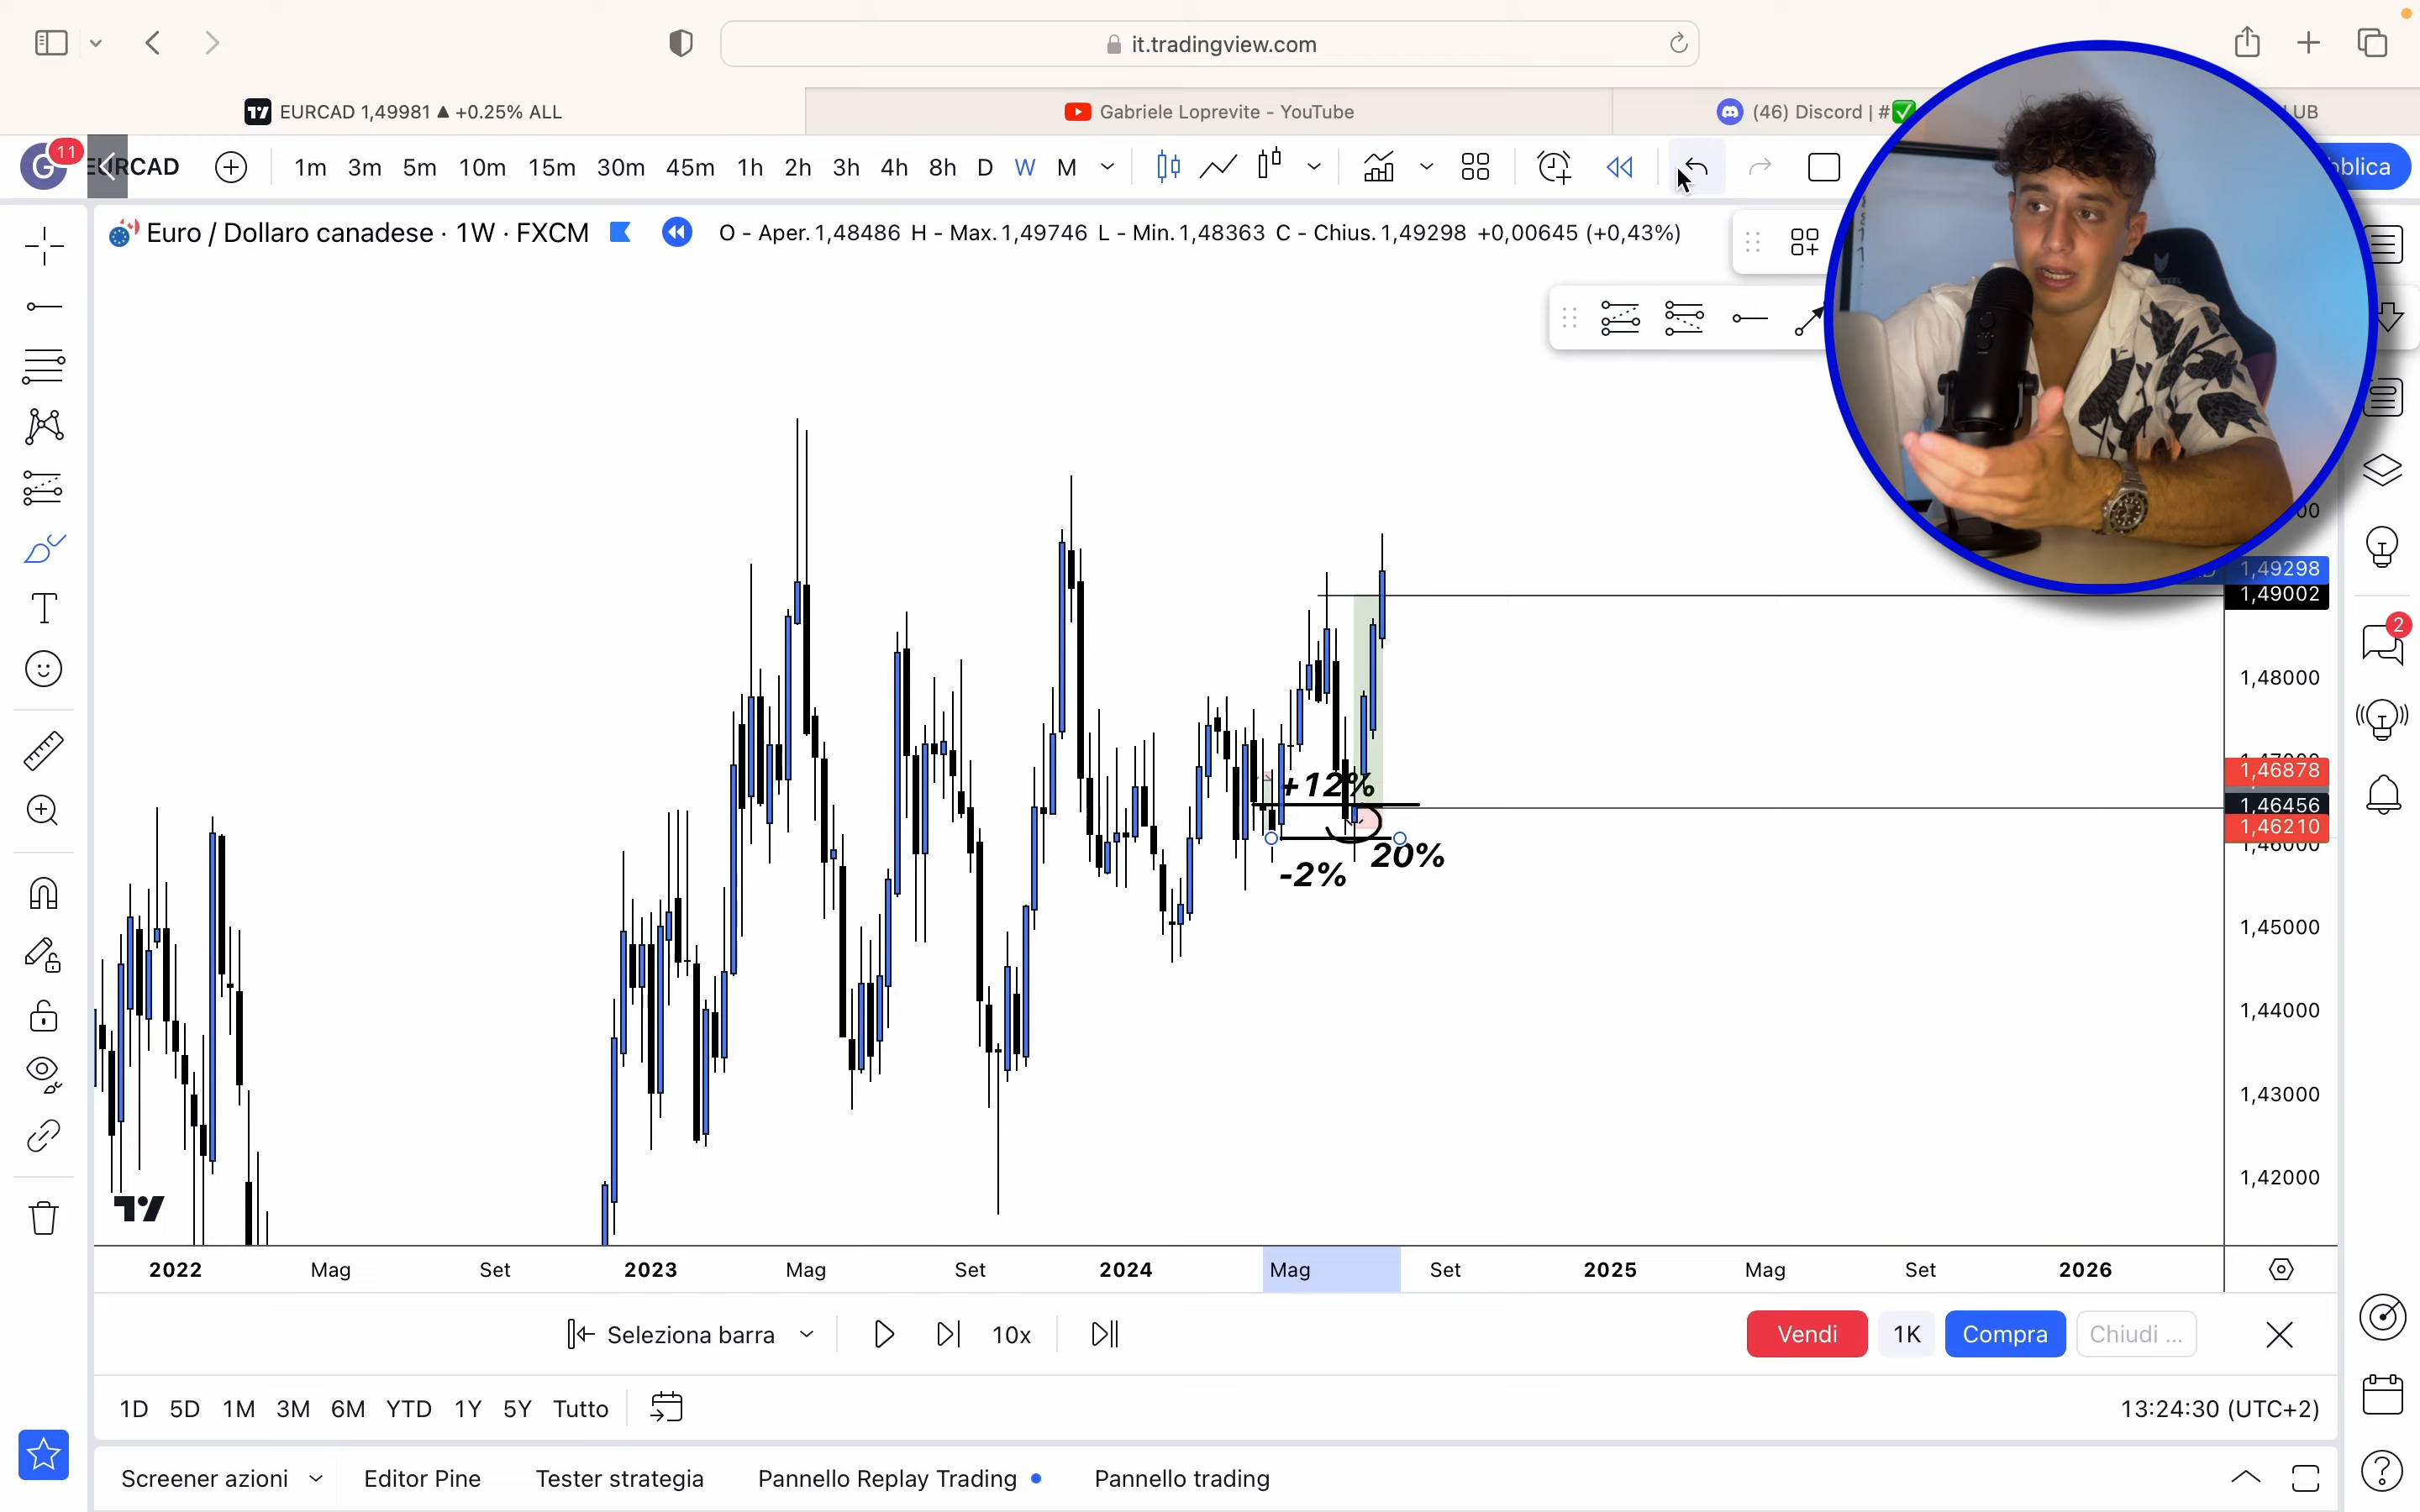 it.tradingview.com
EURCAD 1,49981 ▲ +0.25% ALL
Gabriele Loprevite - YouTube
(46) Discord | #✅
UB
G
11
RCAD
1m 3m 5m 10m 15m 30m 45m 1h 2h 3h 4h 8h D W M
bblica
Euro / Dollaro canadese · 1W · FXCM
O - Aper. 1,48486 H - Max. 1,49746 L - Min. 1,48363 C - Chius. 1,49298 +0,00645 (+0,43%)
1,49298
1,49002
1,48000
1,46878
1,46456
1,46210
1,46000
1,45000
1,44000
1,43000
1,42000
2
+12%
20%
-2%
2022 Mag Set 2023 Mag Set 2024 Mag Set 2025 Mag Set 2026
Seleziona barra 10x
Vendi 1K Compra Chiudi ...
1D 5D 1M 3M 6M YTD 1Y 5Y Tutto
13:24:30 (UTC+2)
Screener azioni Editor Pine Tester strategia Pannello Replay Trading Pannello trading